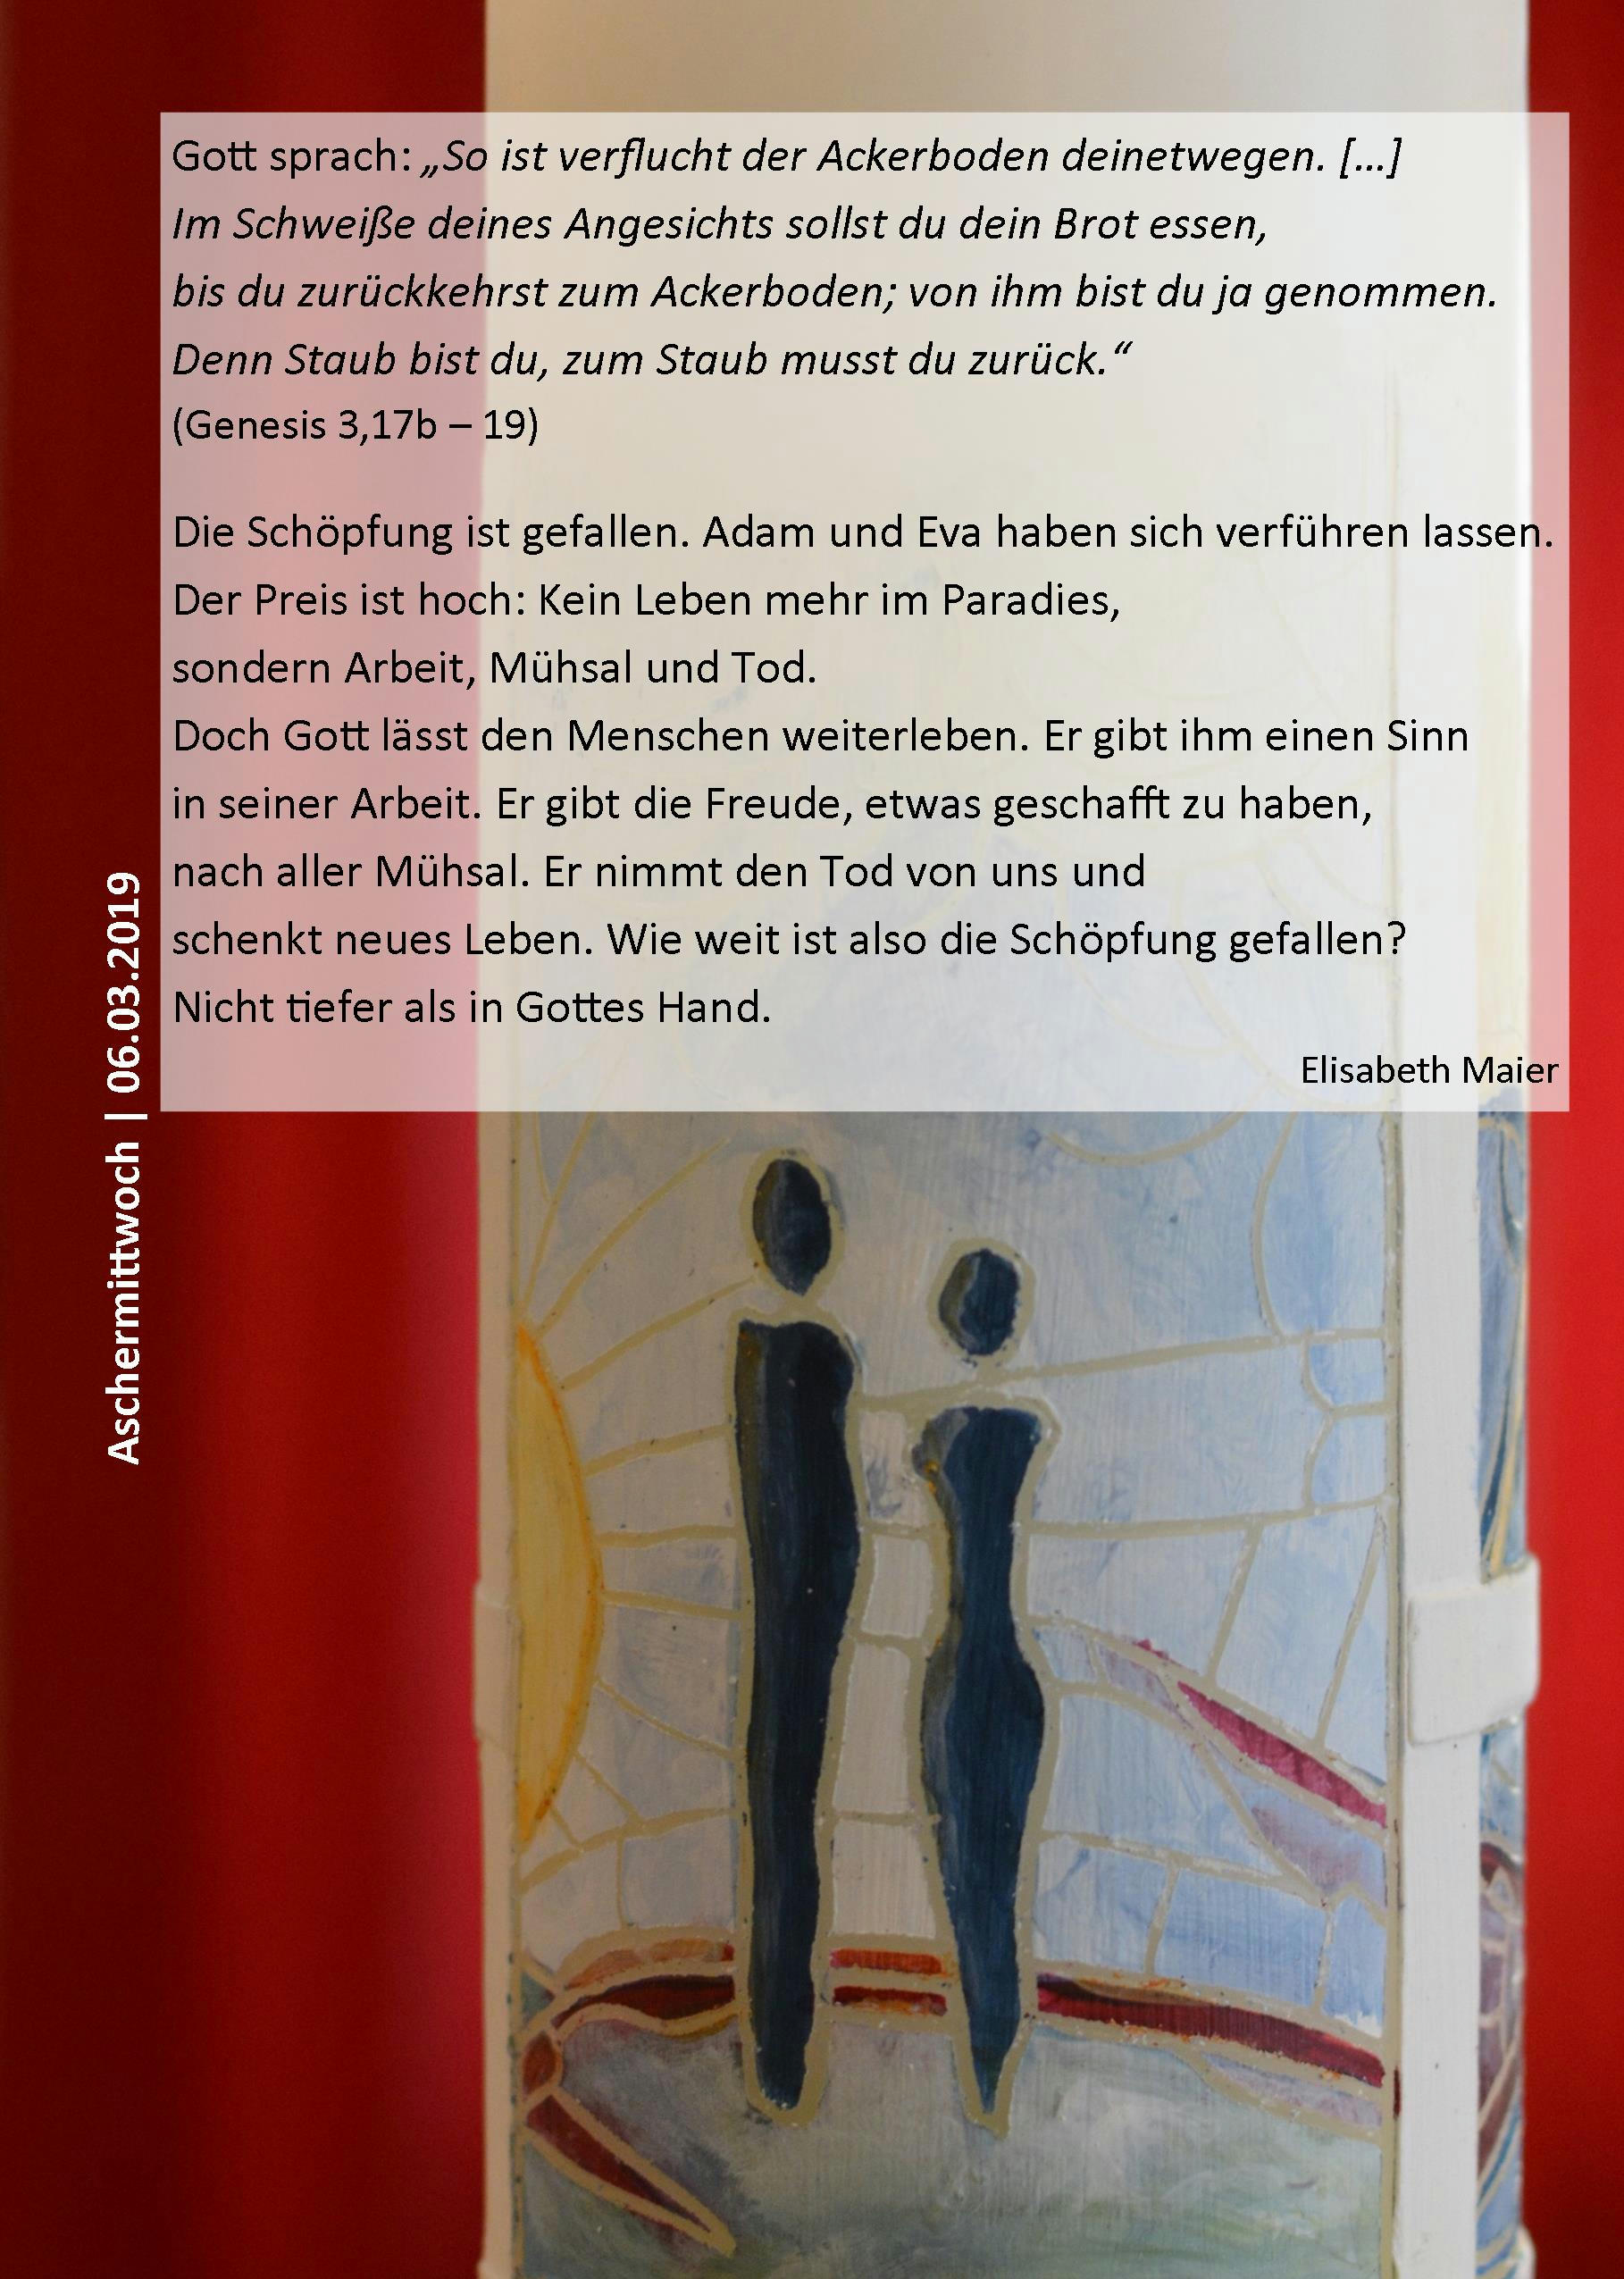 Gott sprach: „So ist verflucht der Ackerboden deinetwegen. […]
Im Schweiße deines Angesichts sollst du dein Brot essen,
bis du zurückkehrst zum Ackerboden; von ihm bist du ja genommen.
Denn Staub bist du, zum Staub musst du zurück.“
(Genesis 3,17b – 19)
Die Schöpfung ist gefallen. Adam und Eva haben sich verführen lassen.
Der Preis ist hoch: Kein Leben mehr im Paradies,
sondern Arbeit, Mühsal und Tod.
Doch Gott lässt den Menschen weiterleben. Er gibt ihm einen Sinn
in seiner Arbeit. Er gibt die Freude, etwas geschafft zu haben,
nach aller Mühsal. Er nimmt den Tod von uns und
schenkt neues Leben. Wie weit ist also die Schöpfung gefallen?
Nicht tiefer als in Gottes Hand.
Elisabeth Maier
Aschermittwoch | 06.03.2019